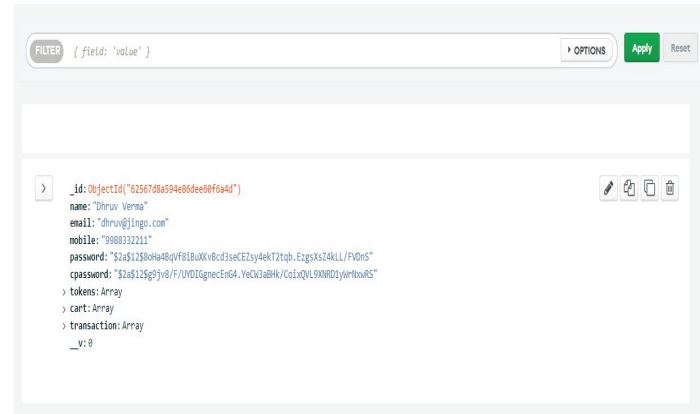 FILTER { field: 'value' } OPTIONS Apply Reset
_id: ObjectId("62567d8a594e86dee60f6a4d")
name: "Dhruv Verma"
email: "dhruv@jingo.com"
mobile: "9988332211"
password: "$2a$12$8oHa4BqVf8iBuXKvBcd3seCEZsy4ekT2tqb.EzgsXsZ4kLL/FVDnS"
cpassword: "$2a$12$g9jv8/F/UYDIGgnecEnG4.YeCW3aBHk/CoixQVL9XNRD1yWrNxwRS"
tokens: Array
cart: Array
transaction: Array
__v: 0